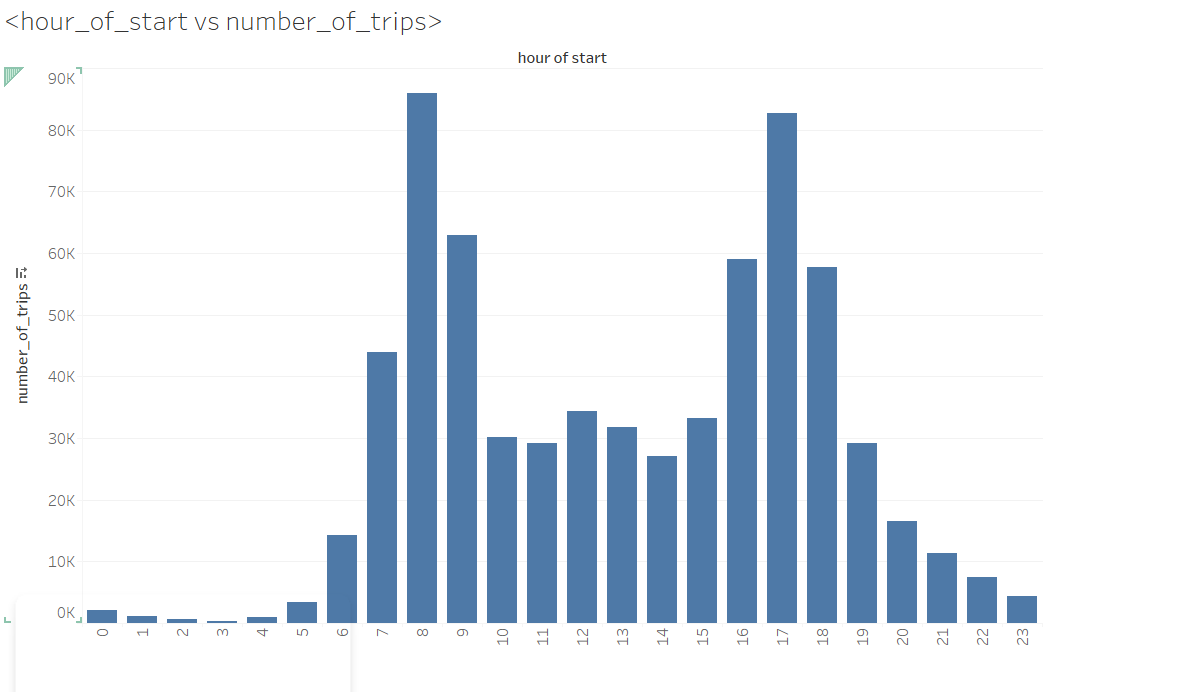 <hour_of_start vs number_of_trips>
hour of start
90K
80K
70K
60K
50K
40K
30K
20K
10K
0K
number_of_trips
0 1 2 3 4 5 6 7 8 9 10 11 12 13 14 15 16 17 18 19 20 21 22 23